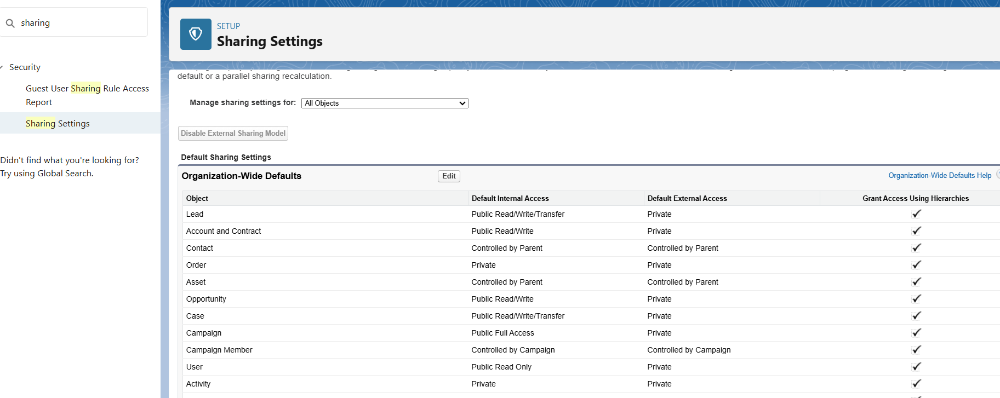 sharing
Security
Guest User Sharing Rule Access
Report
Sharing Settings
Didn't find what you're looking for?
Try using Global Search.
SETUP
Sharing Settings
default or a parallel sharing recalculation.
Manage sharing settings for: All Objects
Disable External Sharing Model
Default Sharing Settings
Organization-Wide Defaults Edit Organization-Wide Defaults Help
Object Default Internal Access Default External Access Grant Access Using Hierarchies
Lead Public Read/Write/Transfer Private
Account and Contract Public Read/Write Private
Contact Controlled by Parent Controlled by Parent
Order Private Private
Asset Controlled by Parent Controlled by Parent
Opportunity Public Read/Write Private
Case Public Read/Write/Transfer Private
Campaign Public Full Access Private
Campaign Member Controlled by Campaign Controlled by Campaign
User Public Read Only Private
Activity Private Private